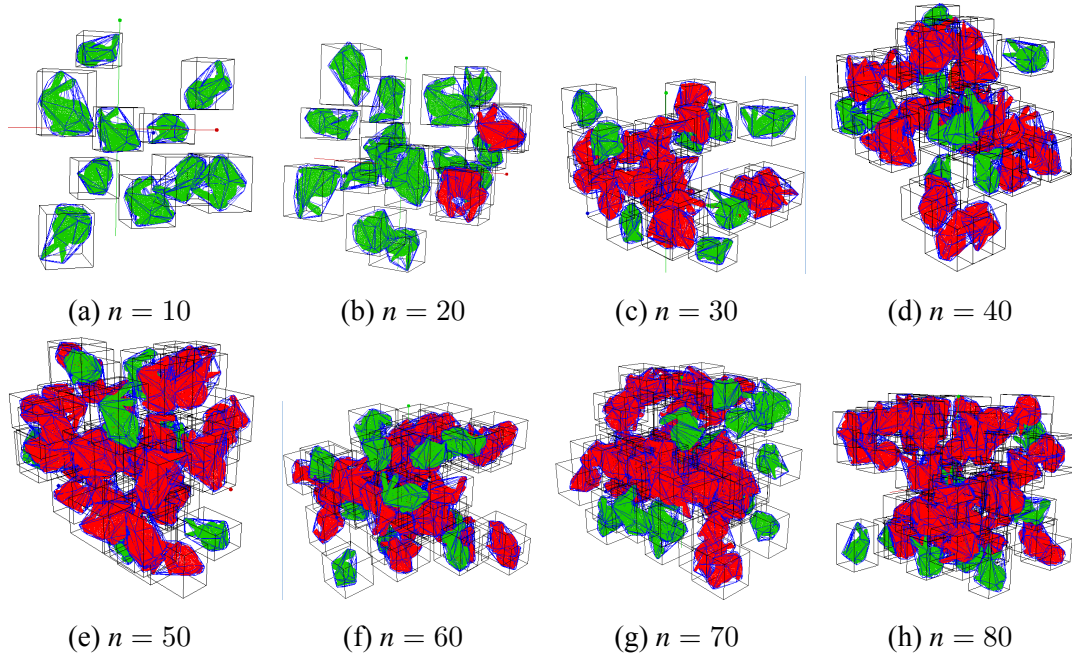 (a) n = 10
(b) n = 20
(c) n = 30
(d) n = 40
(e) n = 50
(f) n = 60
(g) n = 70
(h) n = 80